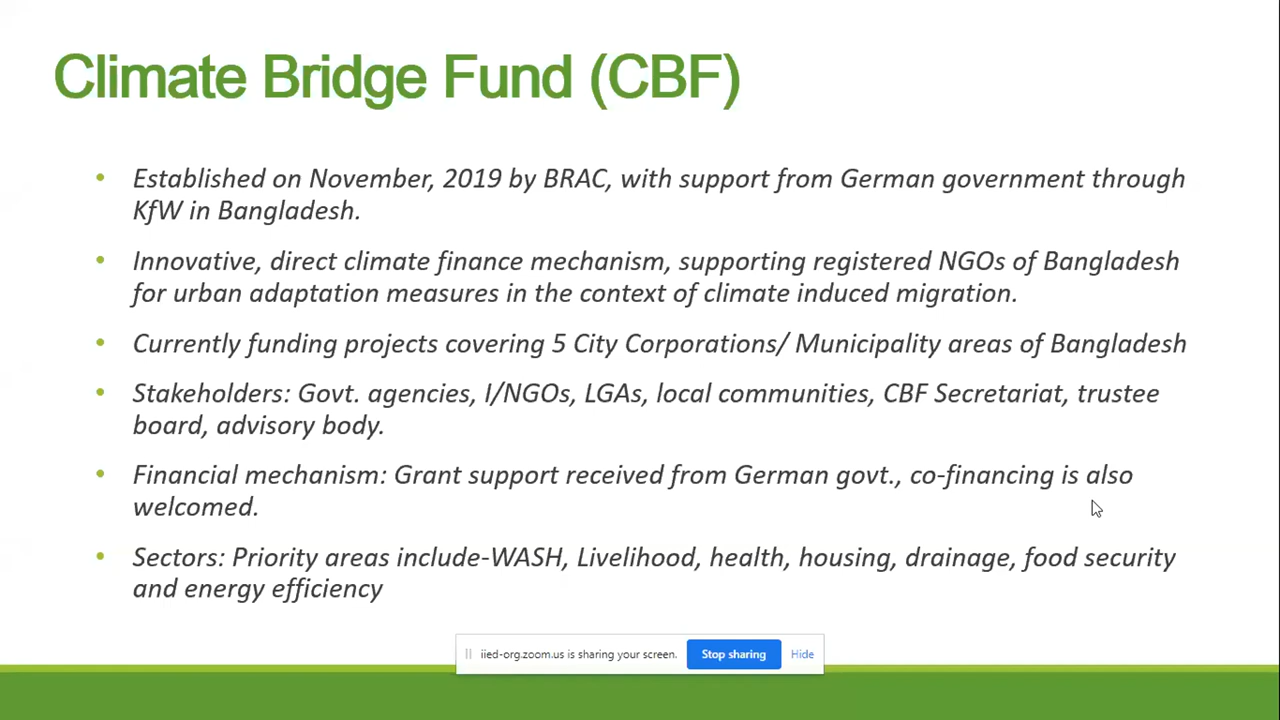 Climate Bridge Fund (CBF)
• Established on November, 2019 by BRAC, with support from German government through
KfW in Bangladesh.
• Innovative, direct climate finance mechanism, supporting registered NGOs of Bangladesh
for urban adaptation measures in the context of climate induced migration.
• Currently funding projects covering 5 City Corporations/ Municipality areas of Bangladesh
• Stakeholders: Govt. agencies, I/NGOs, LGAs, local communities, CBF Secretariat, trustee
board, advisory body.
• Financial mechanism: Grant support received from German govt., co-financing is also
welcomed.
• Sectors: Priority areas include-WASH, Livelihood, health, housing, drainage, food security
and energy efficiency
iied-org.zoom.us is sharing your screen. Stop sharing Hide